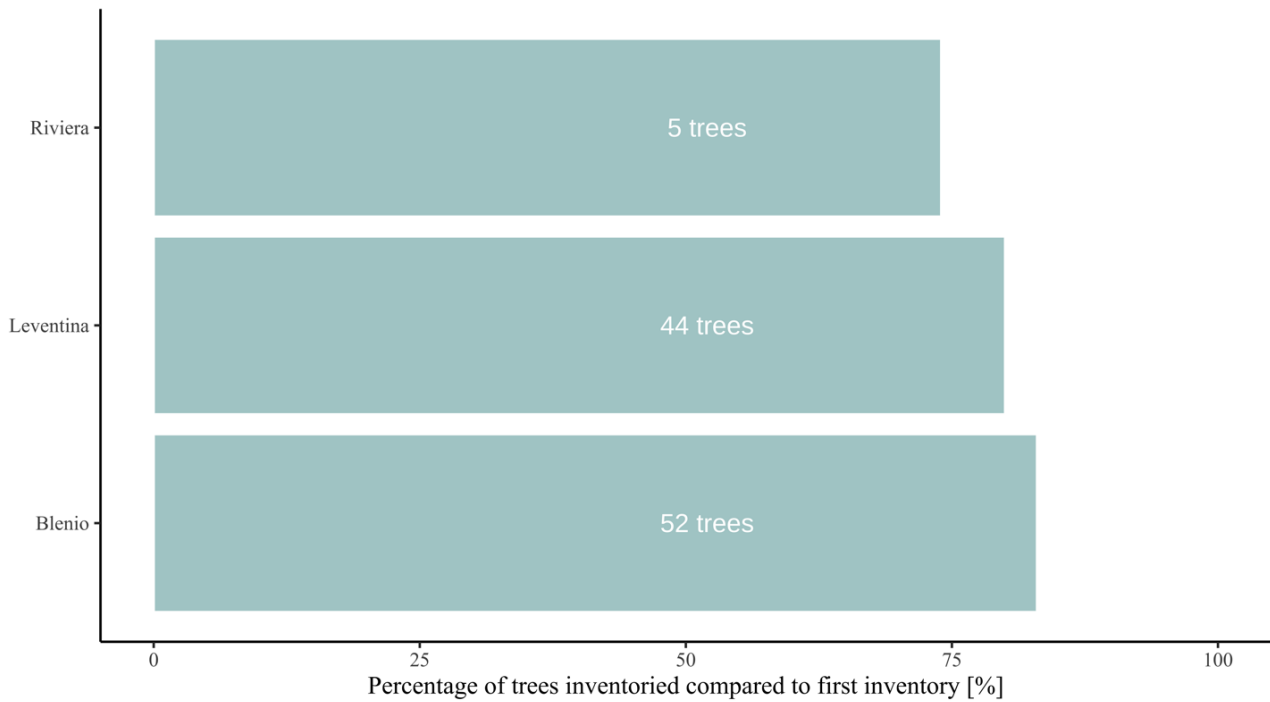 Riviera
5 trees
Leventina
44 trees
Blenio
52 trees
0 25 50 75 100
Percentage of trees inventoried compared to first inventory [%]